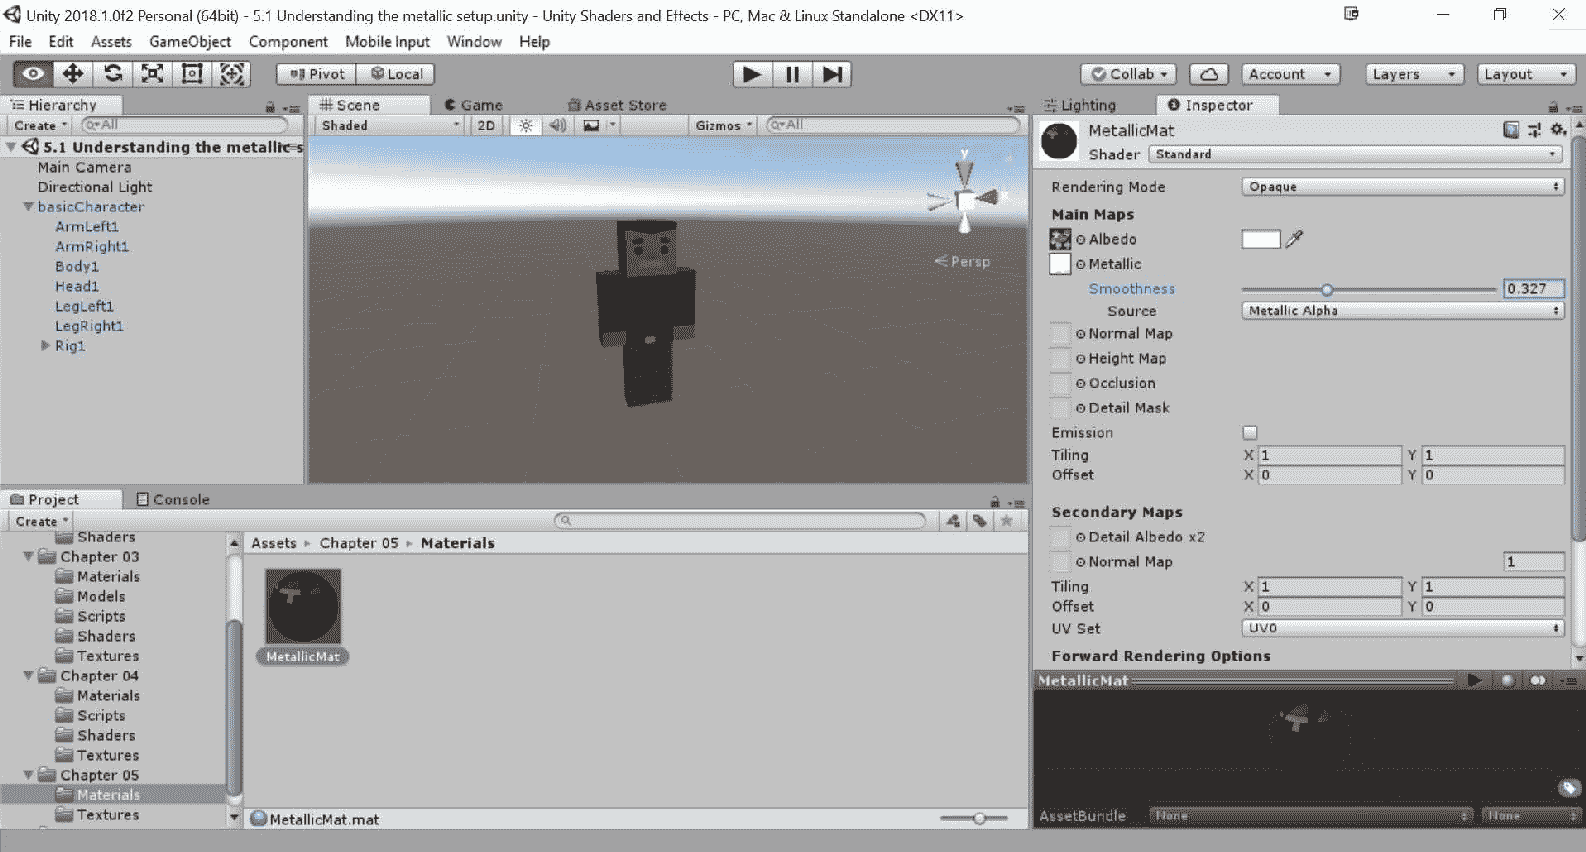 Unity 2018.1.0f2 Personal (64bit) - 5.1 Understanding the metallic setup.unity - Unity Shaders and Effects - PC, Mac & Linux Standalone <DX11>
File Edit Assets GameObject Component Mobile Input Window Help
Pivot Local Collab Account Layers Layout
Hierarchy
Create All
5.1 Understanding the metallic s
Main Camera
Directional Light
basicCharacter
ArmLeft1
ArmRight1
Body1
Head1
LegLeft1
LegRight1
Rig1
Scene Game Asset Store
Shaded 2D Gizmos All
y
Persp
Lighting Inspector
MetallicMat
Shader Standard
Rendering Mode Opaque
Main Maps
Albedo
Metallic
Smoothness 0.327
Source Metallic Alpha
Normal Map
Height Map
Occlusion
Detail Mask
Emission
Tiling X 1 Y 1
Offset X 0 Y 0
Secondary Maps
Detail Albedo x2
Normal Map 1
Tiling X 1 Y 1
Offset X 0 Y 0
UV Set UV0
Forward Rendering Options
MetallicMat
AssetBundle None None
Project Console
Create
Shaders
Chapter 03
Materials
Models
Scripts
Shaders
Textures
Chapter 04
Materials
Scripts
Shaders
Textures
Chapter 05
Materials
Textures
Assets Chapter 05 Materials
MetallicMat
MetallicMat.mat